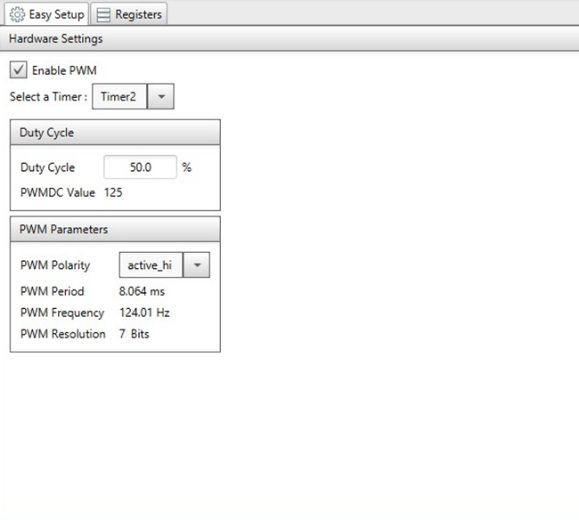 Easy Setup Registers
Hardware Settings
Enable PWM
Select a Timer : Timer2
Duty Cycle
Duty Cycle 50.0 %
PWMDC Value 125
PWM Parameters
PWM Polarity active_hi
PWM Period 8.064 ms
PWM Frequency 124.01 Hz
PWM Resolution 7 Bits